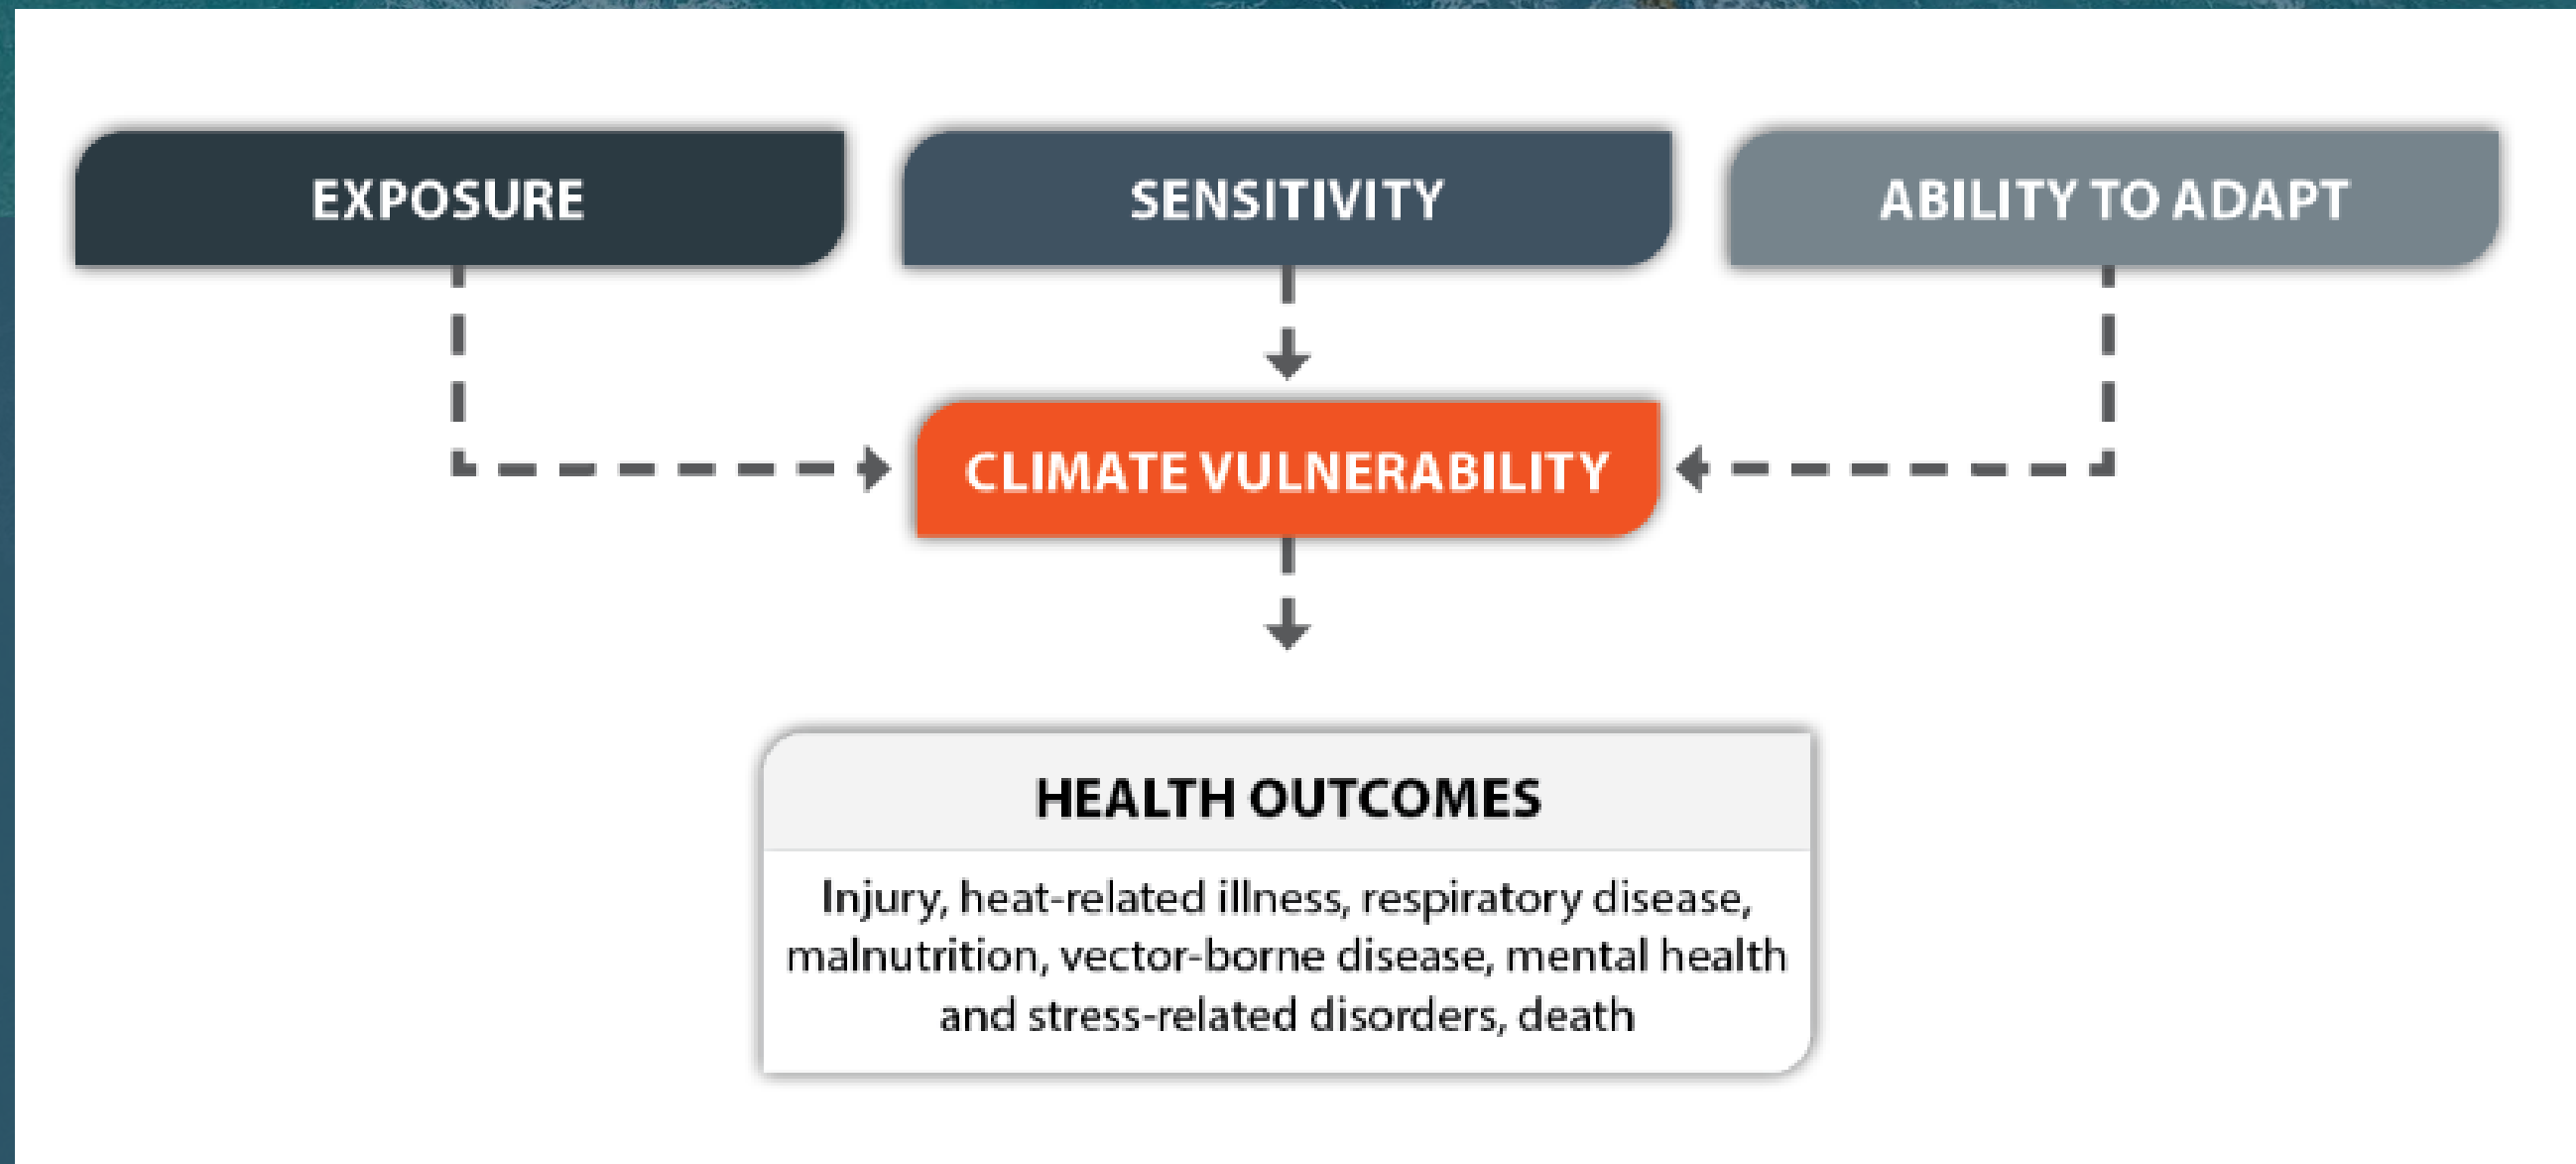 EXPOSURE
SENSITIVITY
ABILITY TO ADAPT
CLIMATE VULNERABILITY
HEALTH OUTCOMES
Injury, heat-related illness, respiratory disease,
malnutrition, vector-borne disease, mental health
and stress-related disorders, death